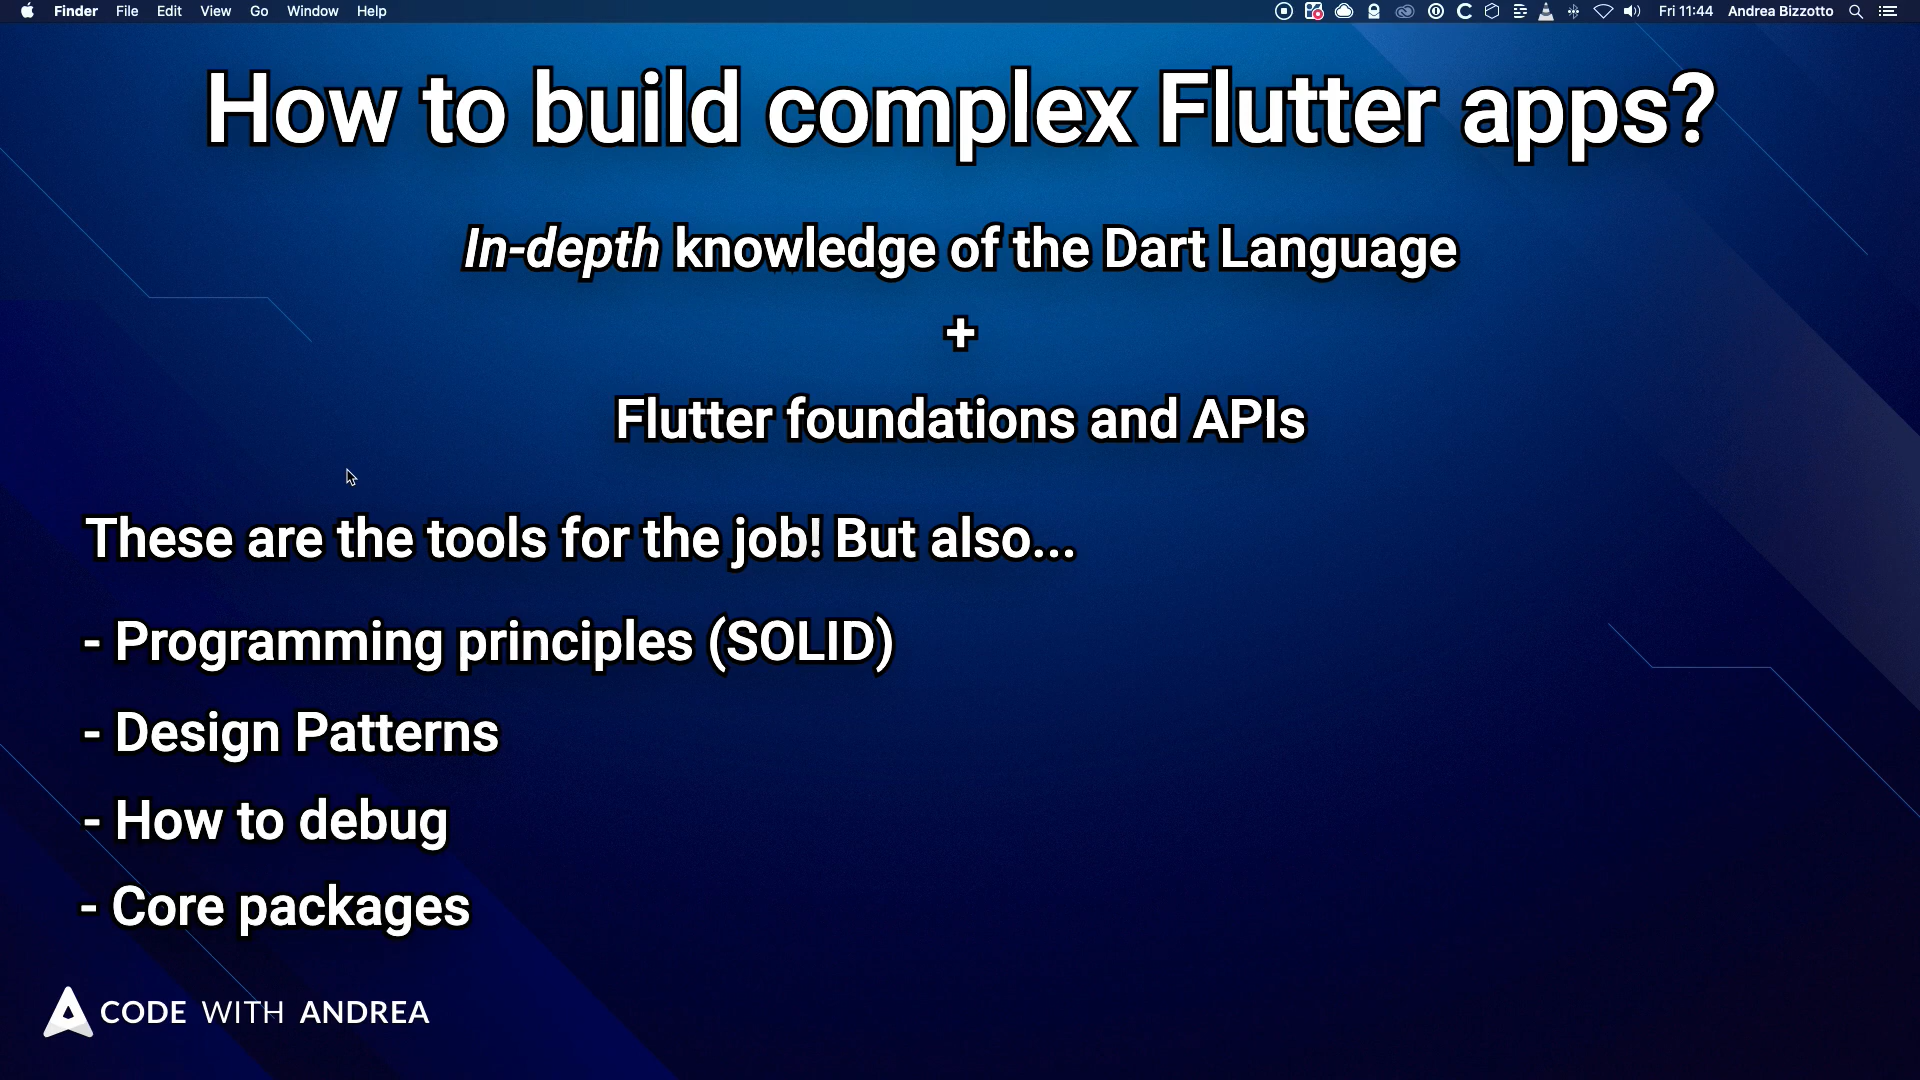 Finder File Edit View Go Window Help Fri 11:44 Andrea Bizzotto
How to build complex Flutter apps?
In-depth knowledge of the Dart Language
+
Flutter foundations and APIs
These are the tools for the job! But also...
- Programming principles (SOLID)
- Design Patterns
- How to debug
- Core packages
CODE WITH ANDREA